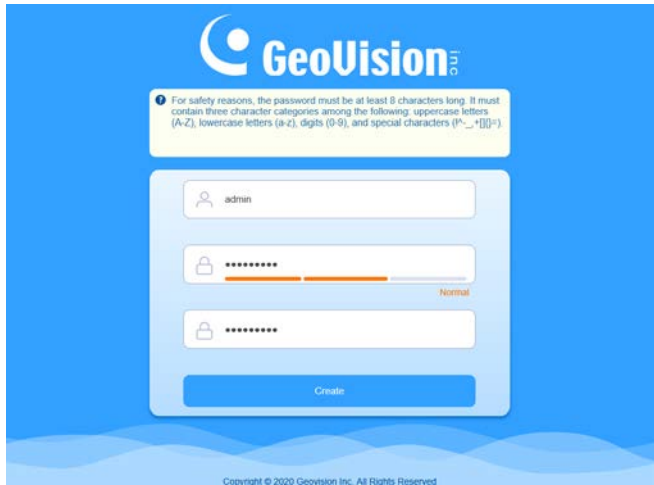 GeoVision inc
For safety reasons, the password must be at least 8 characters long. It must
contain three character categories among the following: uppercase letters
(A-Z), lowercase letters (a-z), digits (0-9), and special characters
admin
•••••••••
Normal
•••••••••
Create
Copyright © 2020 Geovision Inc. All Rights Reserved